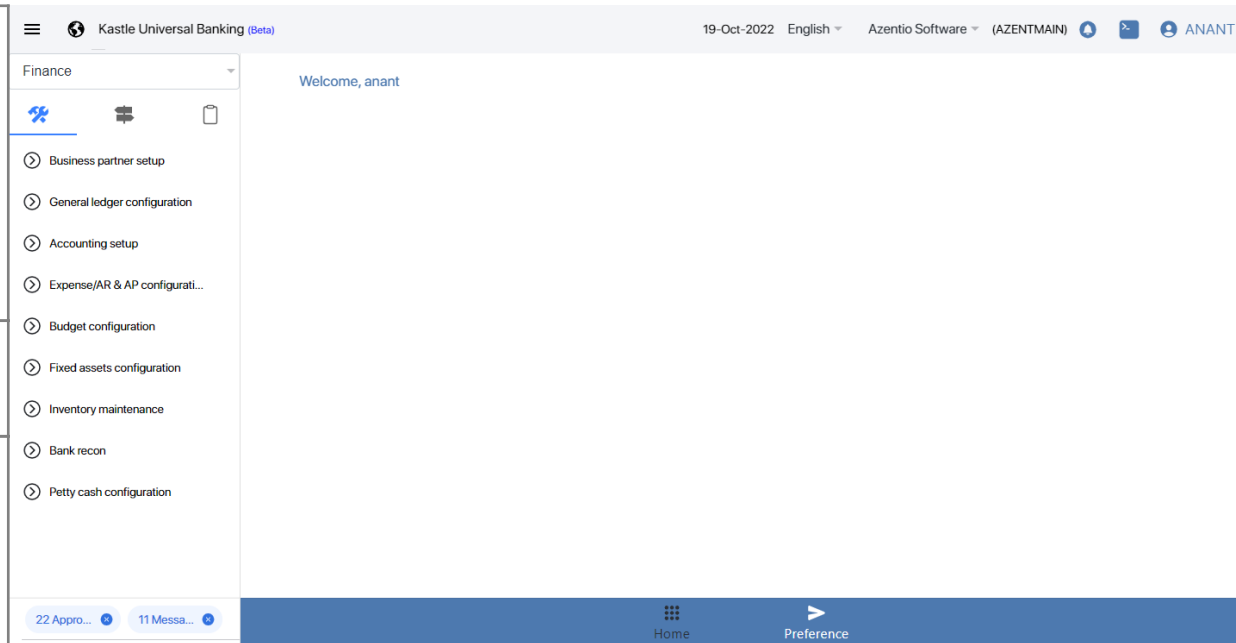 Kastle Universal Banking (Beta)
19-Oct-2022 English Azentio Software (AZENTMAIN) ANANT
Finance
Welcome, anant
Business partner setup
General ledger configuration
Accounting setup
Expense/AR & AP configurati...
Budget configuration
Fixed assets configuration
Inventory maintenance
Bank recon
Petty cash configuration
22 Appro... 11 Messa...
Home Preference